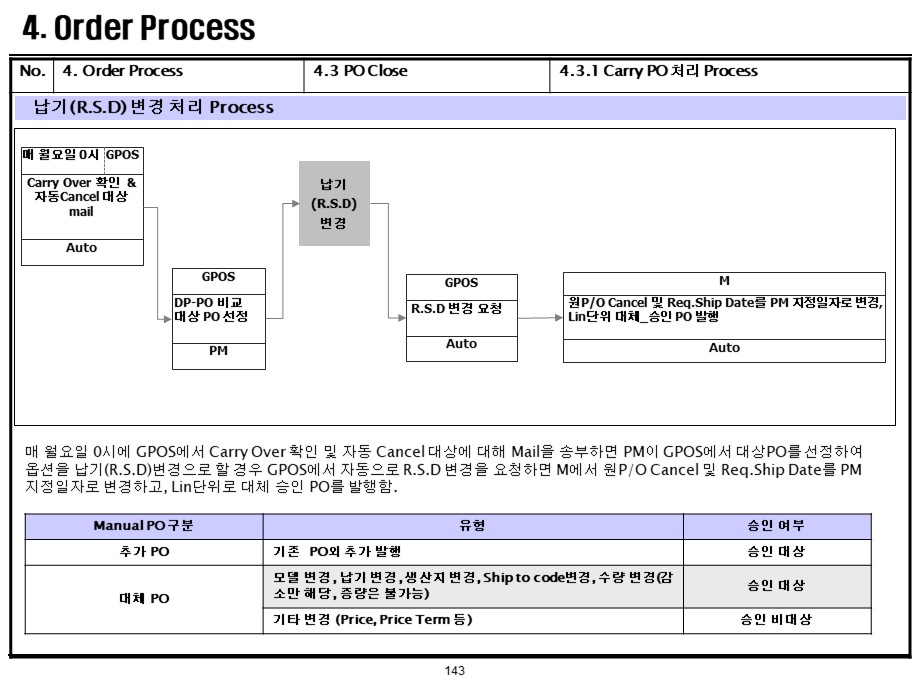 4. Order Process
No. 4. Order Process 4.3 PO Close 4.3.1 Carry PO 처리 Process
납기(R.S.D) 변경 처리 Process
매 월요일 0시 GPOS
Carry Over 확인 &
자동Cancel 대상
mail
Auto
GPOS
DP-PO 비교
대상 PO 선정
PM
납기
(R.S.D)
변경
GPOS
R.S.D 변경 요청
Auto
M
원P/O Cancel 및 Req.Ship Date를 PM 지정일자로 변경,
Lin단위 대체_승인 PO 발행
Auto
매 월요일 0시에 GPOS에서 Carry Over 확인 및 자동 Cancel 대상에 대해 Mail을 송부하면 PM이 GPOS에서 대상PO를 선정하여
옵션을 납기(R.S.D)변경으로 할 경우 GPOS에서 자동으로 R.S.D 변경을 요청하면 M에서 원P/O Cancel 및 Req.Ship Date를 PM
지정일자로 변경하고, Lin단위로 대체 승인 PO를 발행함.
Manual PO 구분 유형 승인 여부
추가 PO 기존 PO외 추가 발행 승인 대상
대체 PO 모델 변경, 납기 변경, 생산지 변경, Ship to code변경, 수량 변경(감
소만 해당, 증량은 불가능) 승인 대상
기타 변경 (Price, Price Term 등) 승인 비대상
143